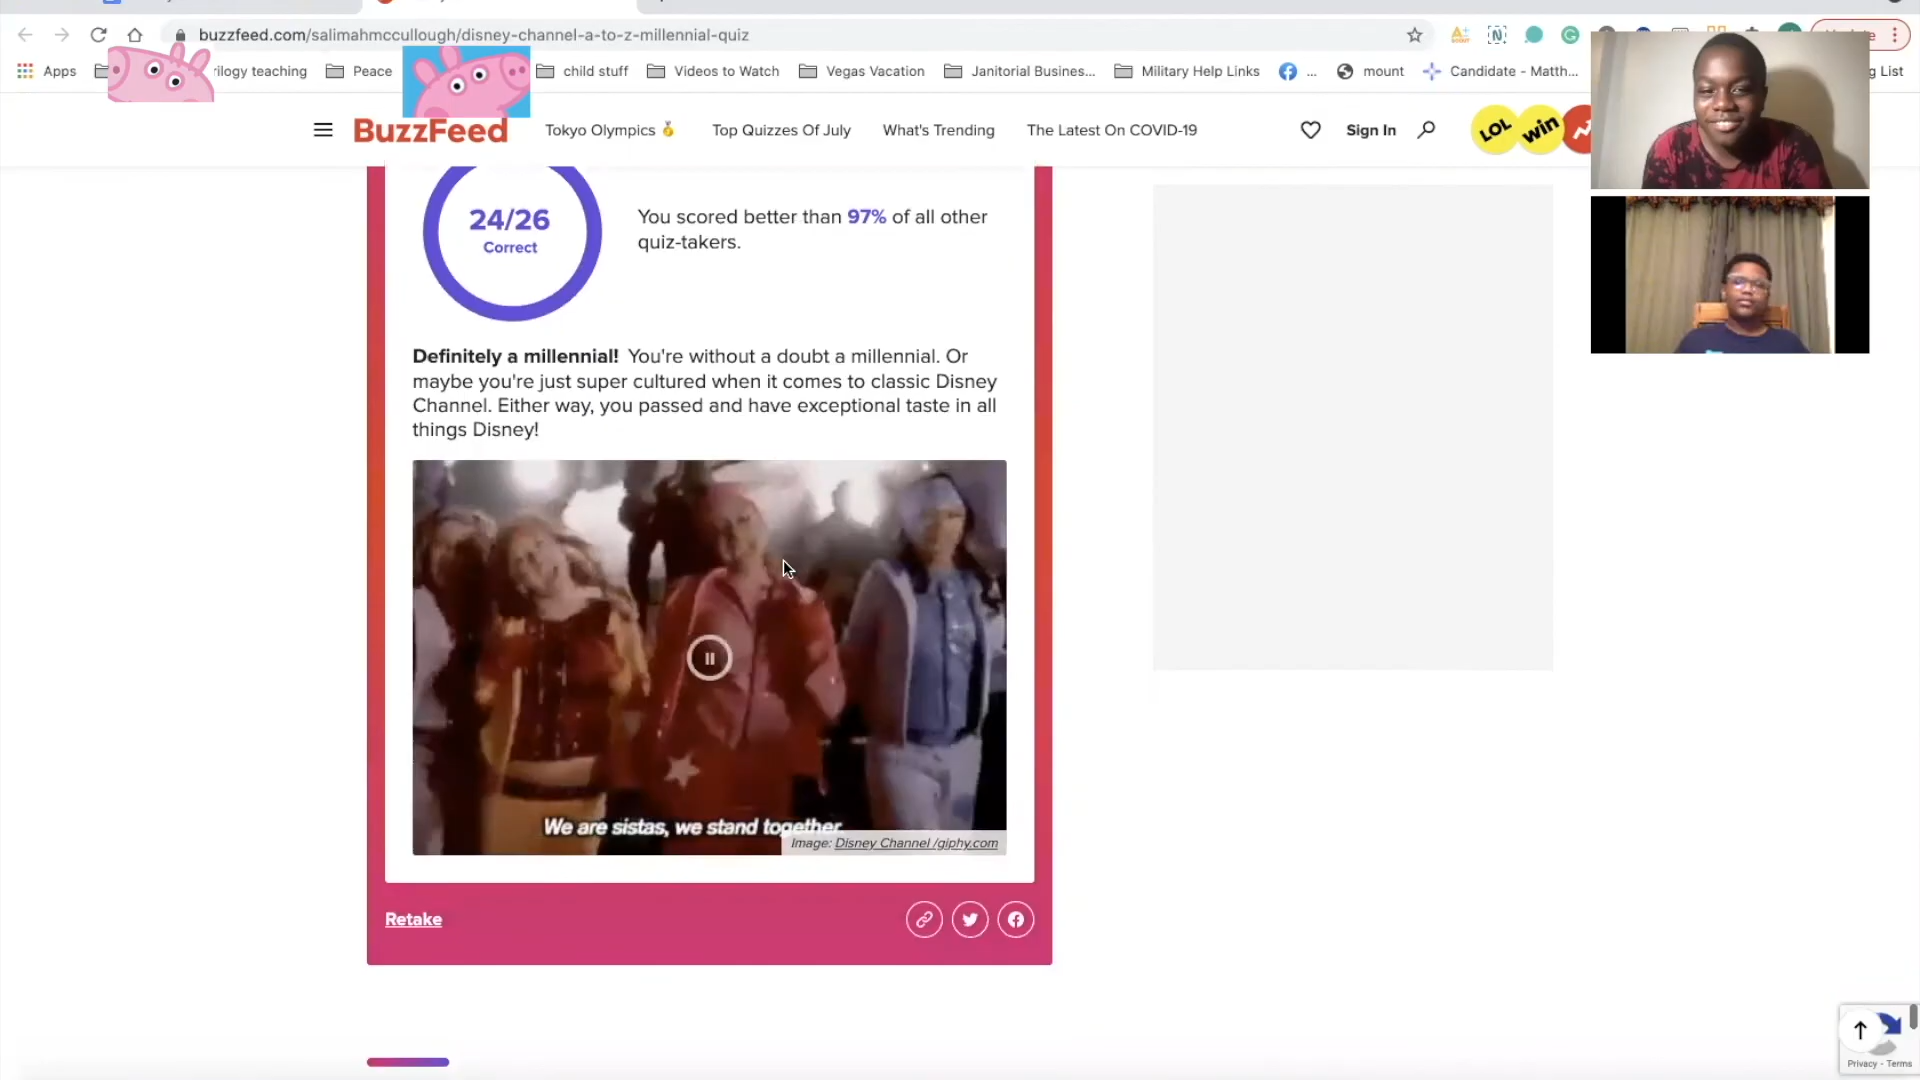 buzzfeed.com/salimahmccullough/disney-channel-a-to-z-millennial-quiz
Apps
rilogy teaching
Peace
child stuff
Videos to Watch
Vegas Vacation
Janitorial Busines...
Military Help Links
...
mount
Candidate - Matth...
g List
BuzzFeed
Tokyo Olympics
Top Quizzes Of July
What's Trending
The Latest On COVID-19
Sign In
LOL
win
24/26
Correct
You scored better than 97% of all other
quiz-takers.
Definitely a millennial! You're without a doubt a millennial. Or
maybe you're just super cultured when it comes to classic Disney
Channel. Either way, you passed and have exceptional taste in all
things Disney!
We are sistas, we stand together
Image: Disney Channel /giphy.com
Retake
Privacy - Terms